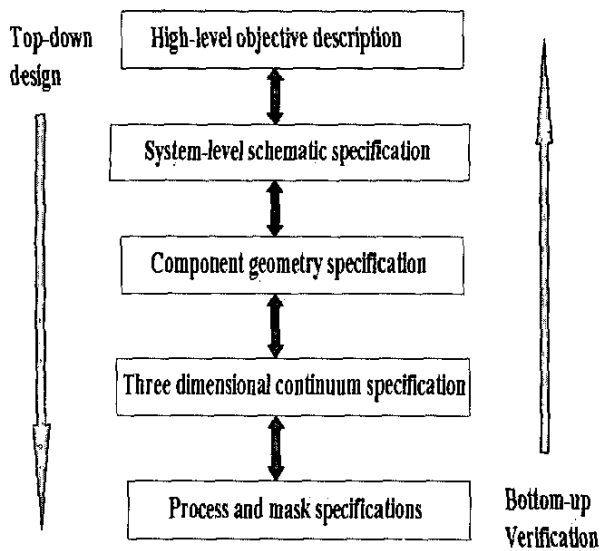 Top-down
design
High-level objective description
System-level schematic specification
Component geometry specification
Three dimensional continuum specification
Process and mask specifications
Bottom-up
Verification